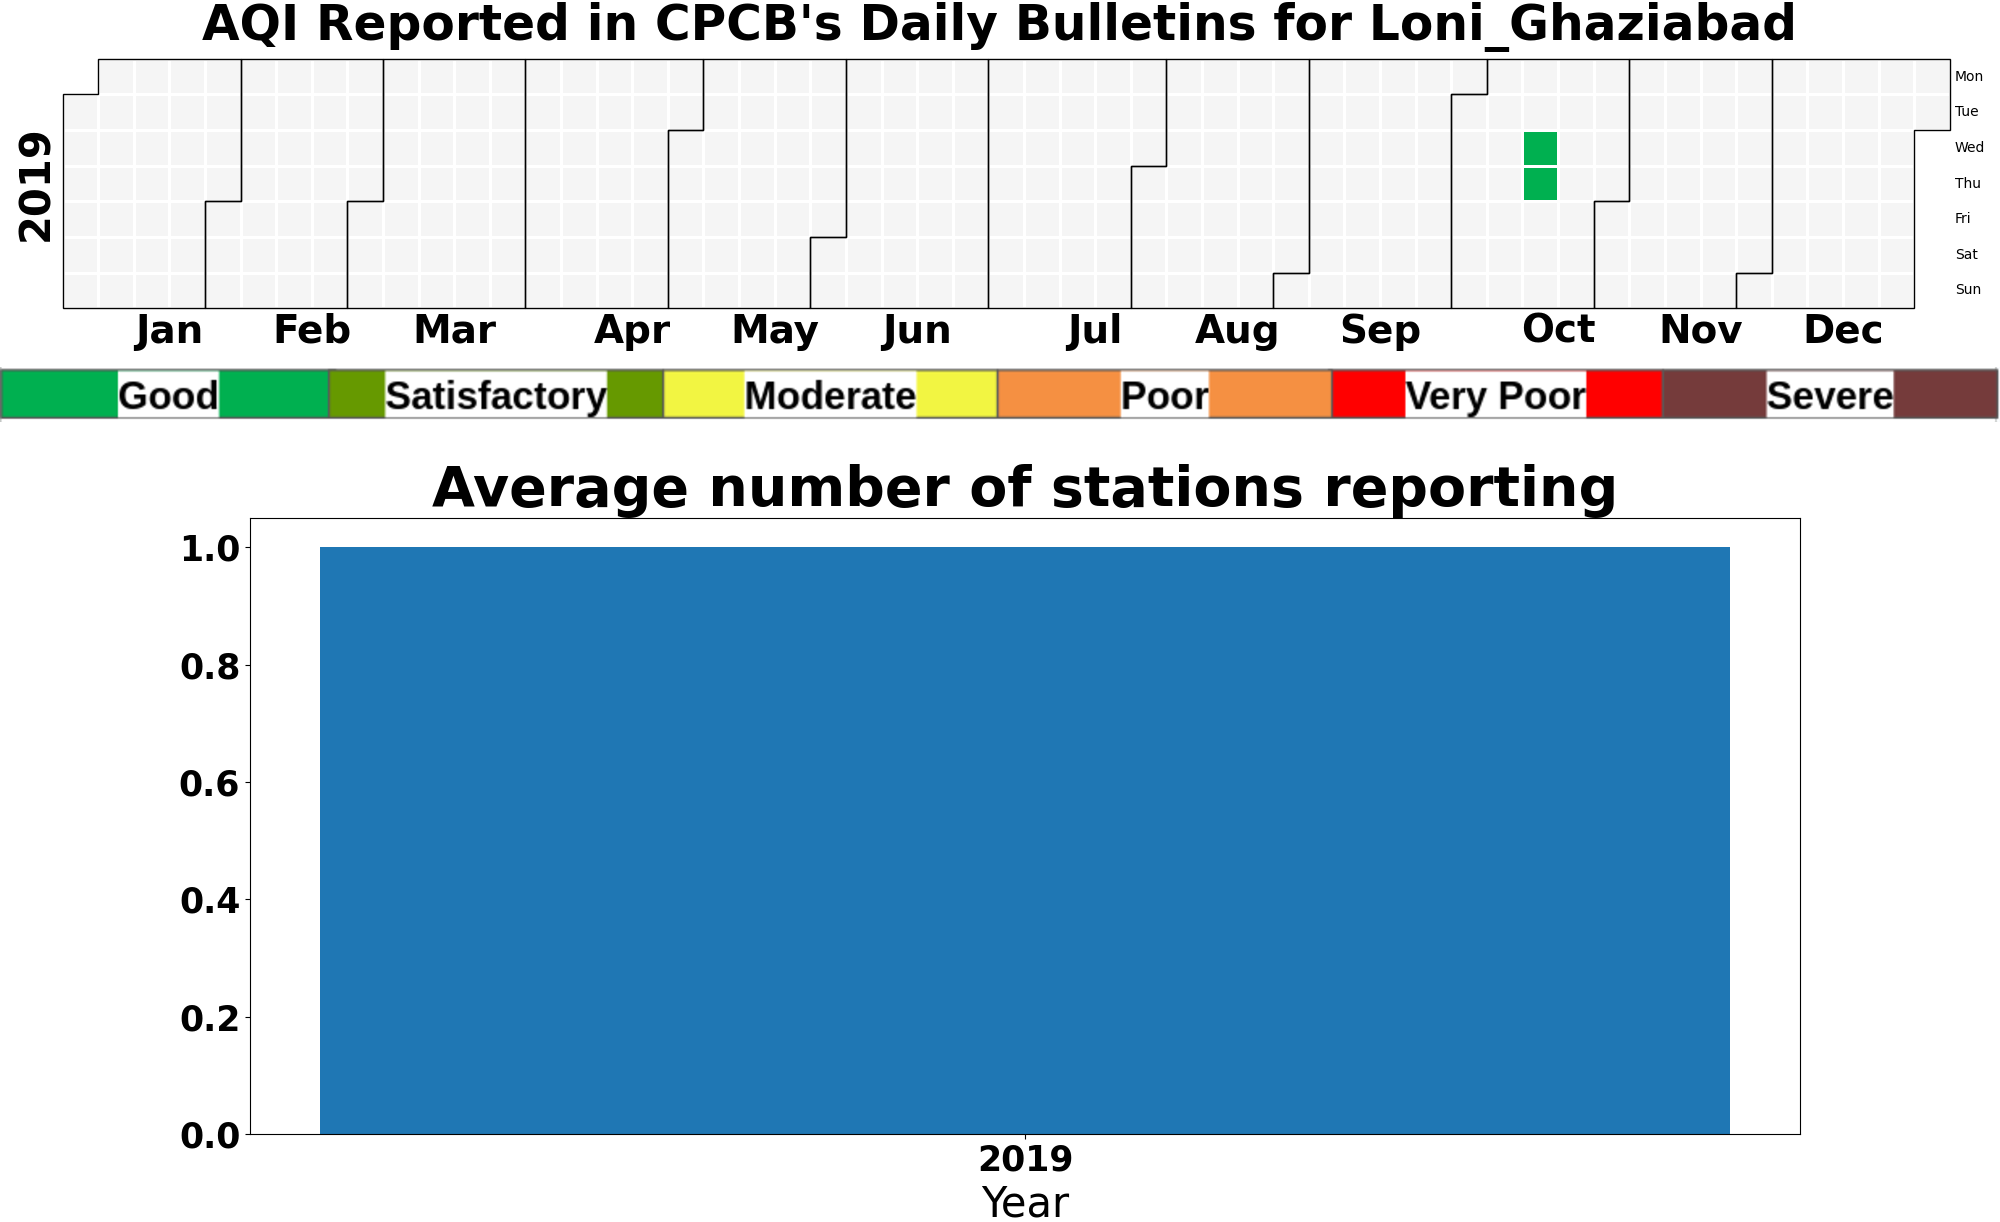 AQI Reported in CPCB's Daily Bulletins for Loni_Ghaziabad
2019
Mon
Tue
Wed
Thu
Fri
Sat
Sun
Jan Feb Mar Apr May Jun Jul Aug Sep Oct Nov Dec
Good Satisfactory Moderate Poor Very Poor Severe
Average number of stations reporting
1.0
0.8
0.6
0.4
0.2
0.0
2019
Year